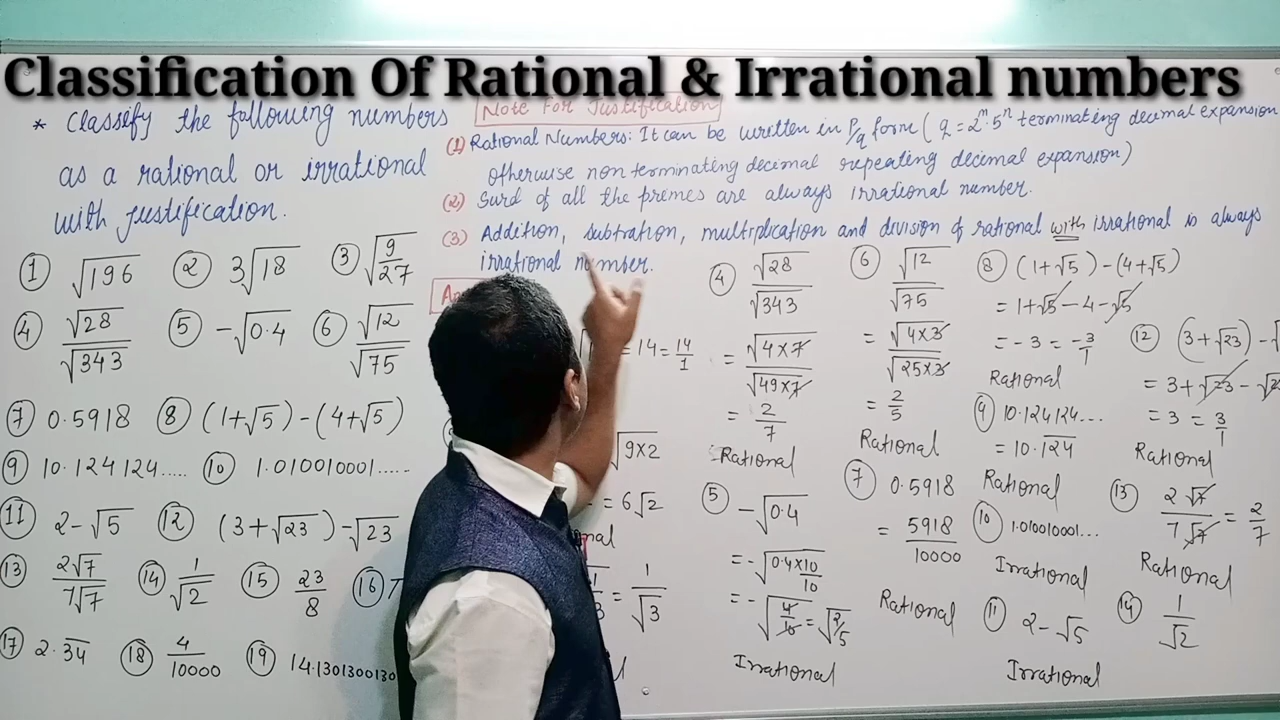 Classification Of Rational & Irrational numbers
* Classify the following numbers
as a rational or irrational
with justification.
① √196 ② 3√18 ③ √(9/27)
④ √28/√343 ⑤ -√0.4 ⑥ √12/√75
⑦ 0.5918 ⑧ (1+√5)-(4+√5)
⑨ 10.124124..... ⑩ 1.010010001.....
⑪ 2-√5 ⑫ (3+√23)-√23
⑬ 2√7/7√7 ⑭ 1/√2 ⑮ 23/8 ⑯
⑰ 2.3̅4̅ ⑱ 4/10000 ⑲ 14.1301300130
Note For Justification
(1) Rational Numbers: It can be written in P/q form ( q = 2ᵐ·5ⁿ terminating decimal expansion
otherwise non terminating decimal repeating decimal expansion)
(2) Surd of all the premes are always irrational number.
(3) Addition, subtration, multiplication and division of rational with irrational is always
irrational number.
= 14 = 14/1
√9×2
= 6√2
= 1/√3
④ √28/√343
= √4×7/√49×7
= 2/7
Rational
⑤ -√0.4
= -√(0.4×10/10)
= -√(4/10) = √(2/5)
Irrational
⑥ √12/√75
= √4×3/√25×3
= 2/5
Rational
⑦ 0.5918
= 5918/10000
Rational
⑧ (1+√5)-(4+√5)
= 1+√5-4-√5
= -3 = -3/1
Rational
⑨ 10.124124...
= 10.1̅2̅4̅
Rational
⑩ 1.010010001...
Irrational
⑪ 2-√5
Irrational
⑫ (3+√23)-√
= 3+√23-√2
= 3 = 3/1
Rational
⑬ 2√7/7√7 = 2/7
Rational
⑭ 1/√2